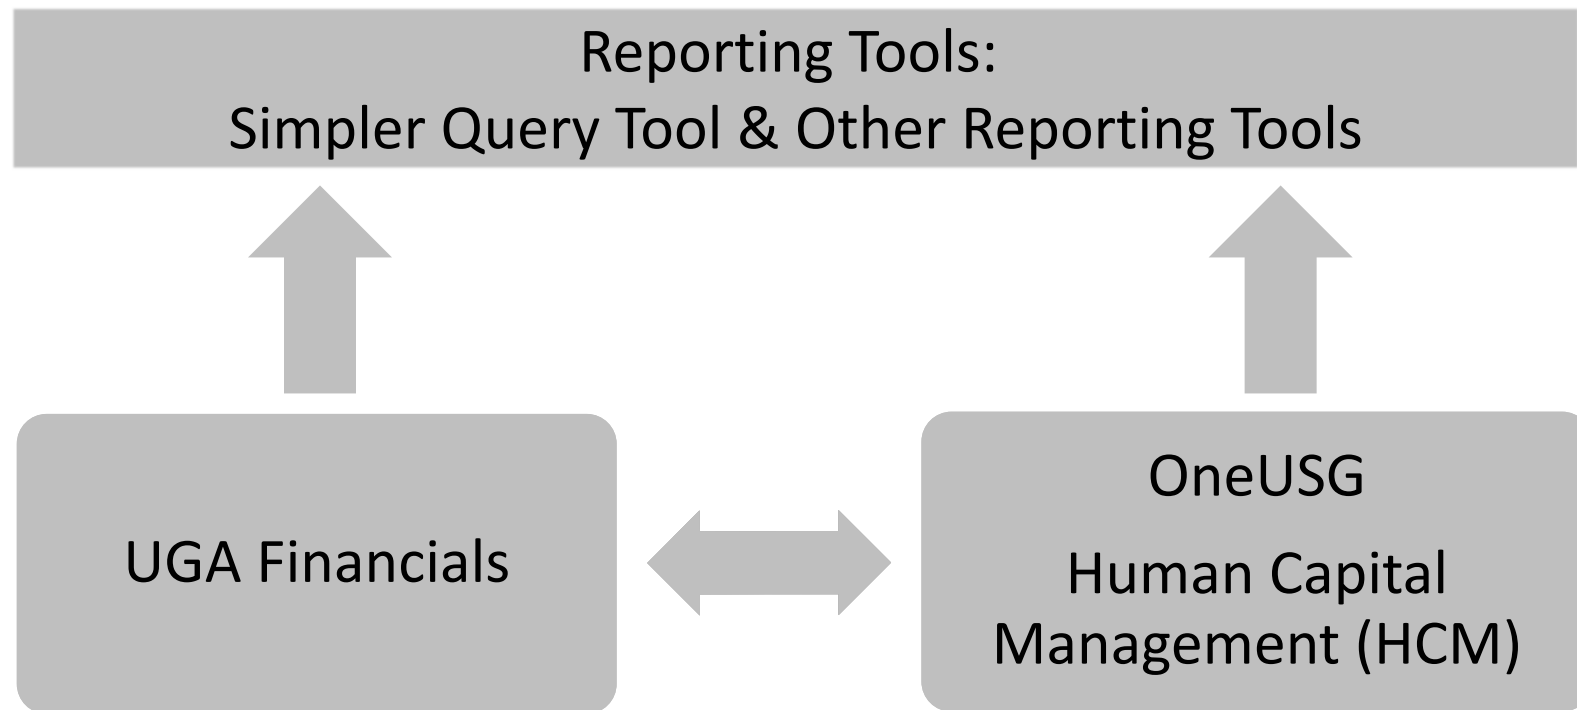 Reporting Tools:
Simpler Query Tool & Other Reporting Tools
UGA Financials
OneUSG
Human Capital
Management (HCM)